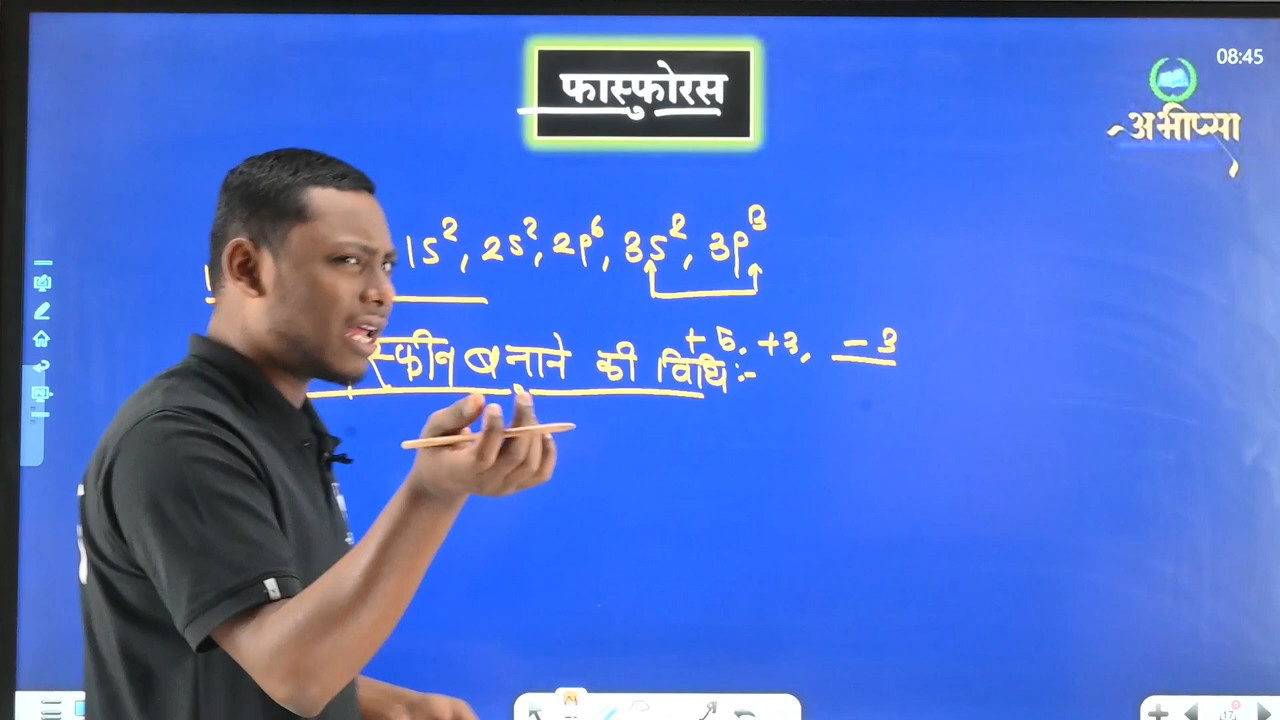 08:45
फास्फोरस
अभीप्सा
1s², 2s², 2p⁶, 3s², 3p³
+5, +3, -3
स्फीन बनाने की विधि:-